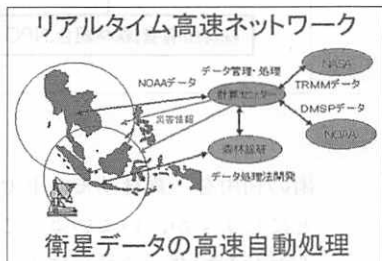 リアルタイム高速ネットワーク
データ管理・処理
NASA
NOAAデータ
計算センター
TRMMデータ
災害情報
DMSPデータ
NOAA
森林総研
データ処理法開発
衛星データの高速自動処理